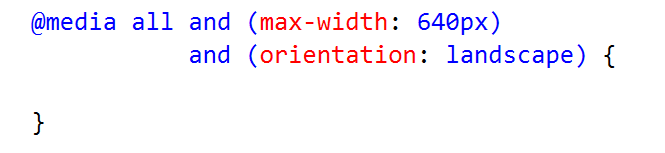 @media all and (max-width: 640px)
and (orientation: landscape) {
}